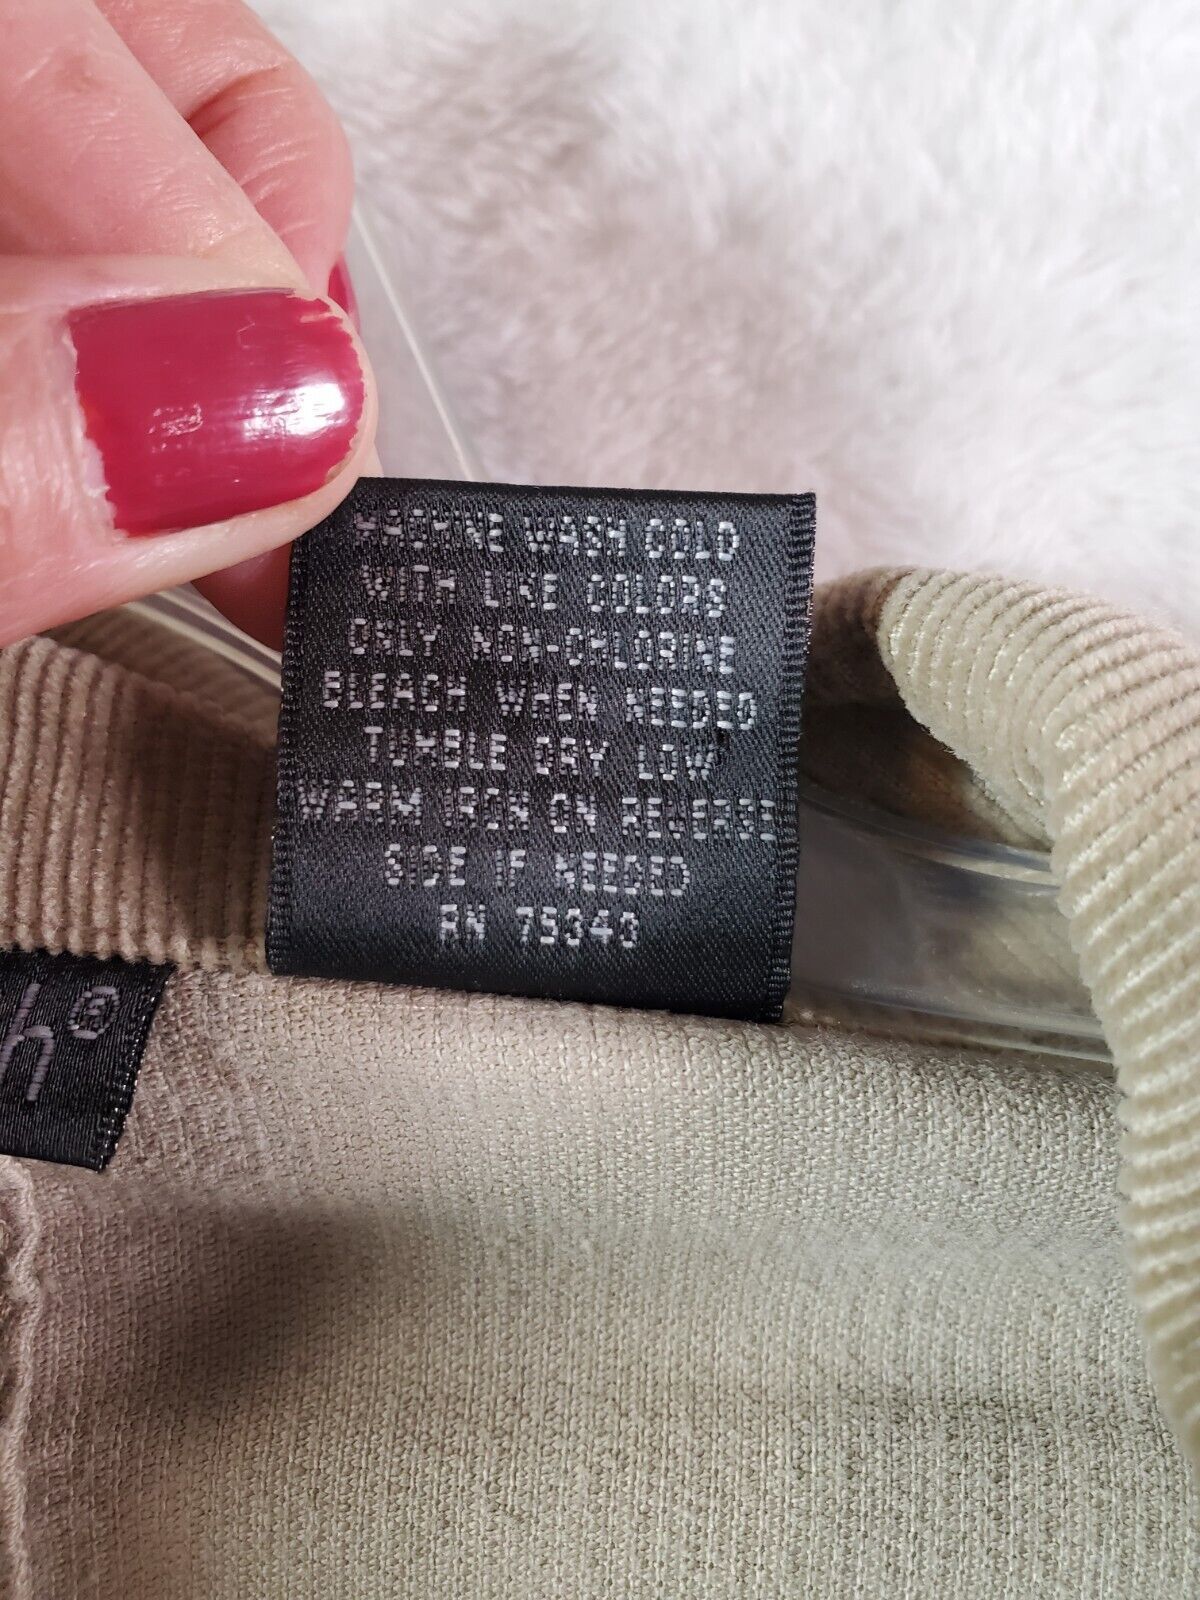 MACHINE WASH COLD
WITH LIKE COLORS
ONLY NON-CHLORINE
BLEACH WHEN NEEDED
TUMBLE DRY LOW
WARM IRON ON REVERSE
SIDE IF NEEDED
RN 75343
h®